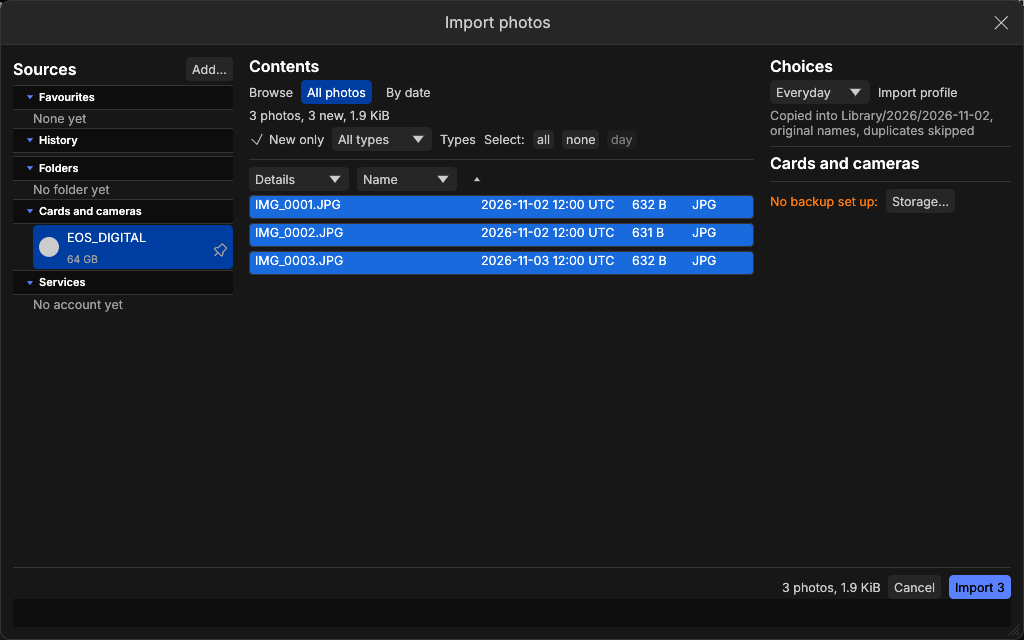 Import photos
Sources
Add...
Favourites
None yet
History
Folders
No folder yet
Cards and cameras
EOS_DIGITAL
64 GB
Services
No account yet
Contents
Browse All photos By date
3 photos, 3 new, 1.9 KiB
New only All types Types Select: all none day
Details Name
IMG_0001.JPG 2026-11-02 12:00 UTC 632 B JPG
IMG_0002.JPG 2026-11-02 12:00 UTC 631 B JPG
IMG_0003.JPG 2026-11-03 12:00 UTC 632 B JPG
Choices
Everyday Import profile
Copied into Library/2026/2026-11-02,
original names, duplicates skipped
Cards and cameras
No backup set up: Storage...
3 photos, 1.9 KiB Cancel Import 3